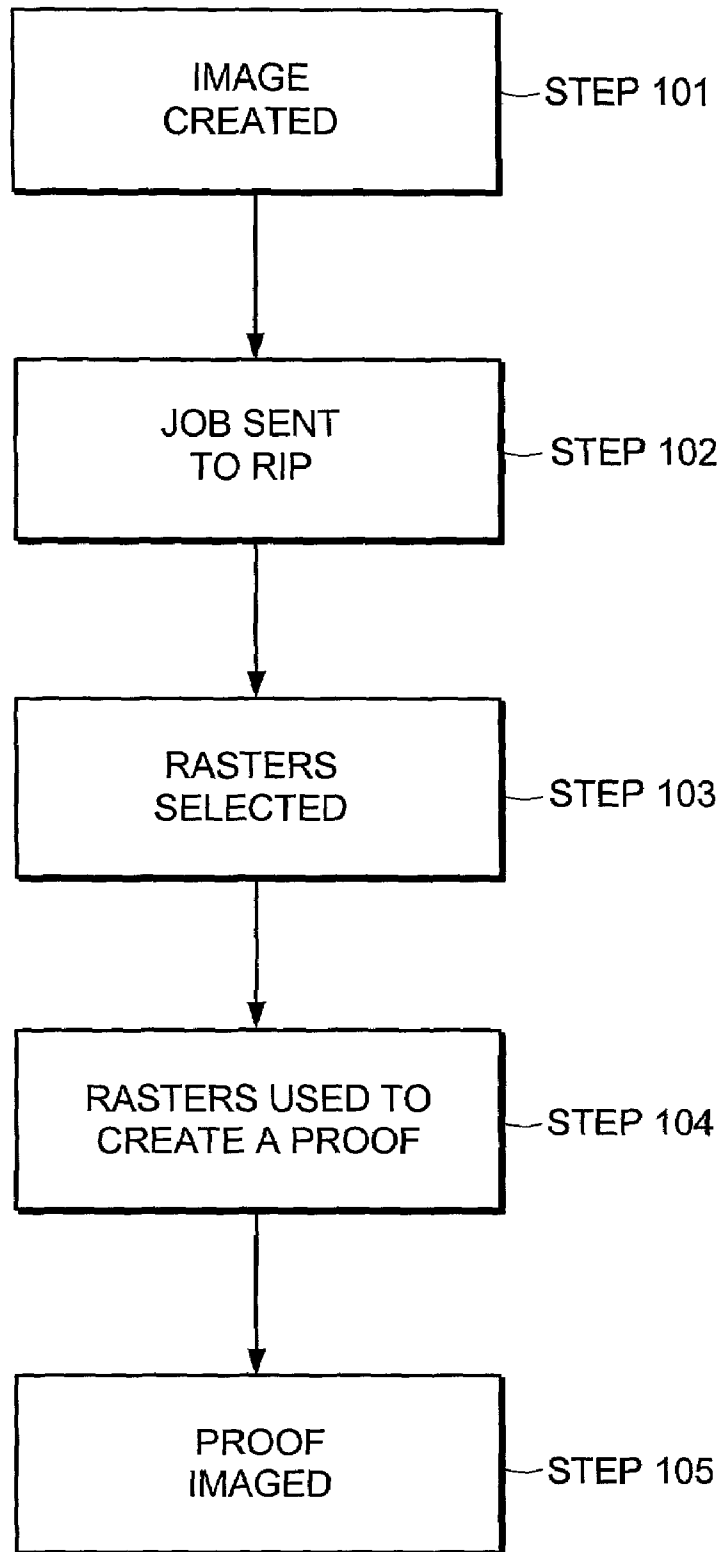 IMAGE
CREATED
STEP 101
JOB SENT
TO RIP
STEP 102
RASTERS
SELECTED
STEP 103
RASTERS USED TO
CREATE A PROOF
STEP 104
PROOF
IMAGED
STEP 105